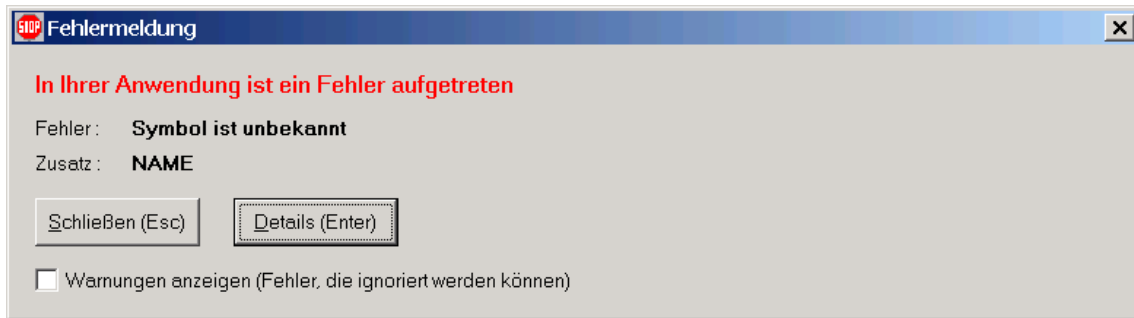 STOP Fehlermeldung
In Ihrer Anwendung ist ein Fehler aufgetreten
Fehler : Symbol ist unbekannt
Zusatz : NAME
Schließen (Esc) Details (Enter)
Warnungen anzeigen (Fehler, die ignoriert werden können)